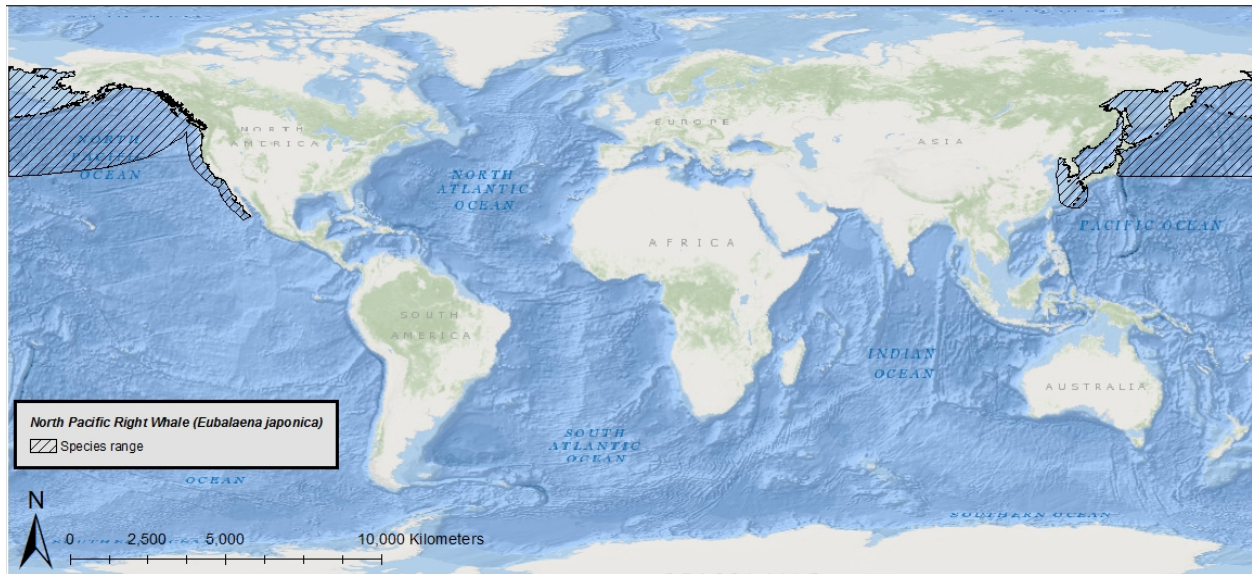 NORTH
AMERICA
EUROPE
ASIA
NORTH
PACIFIC
OCEAN
NORTH
ATLANTIC
OCEAN
PACIFIC OCEAN
AFRICA
SOUTH
AMERICA
INDIAN
OCEAN
AUSTRALIA
North Pacific Right Whale (Eubalaena japonica)
Species range
SOUTH
ATLANTIC
OCEAN
OCEAN
N
SOUTHERN OCEAN
0 2,500 5,000 10,000 Kilometers